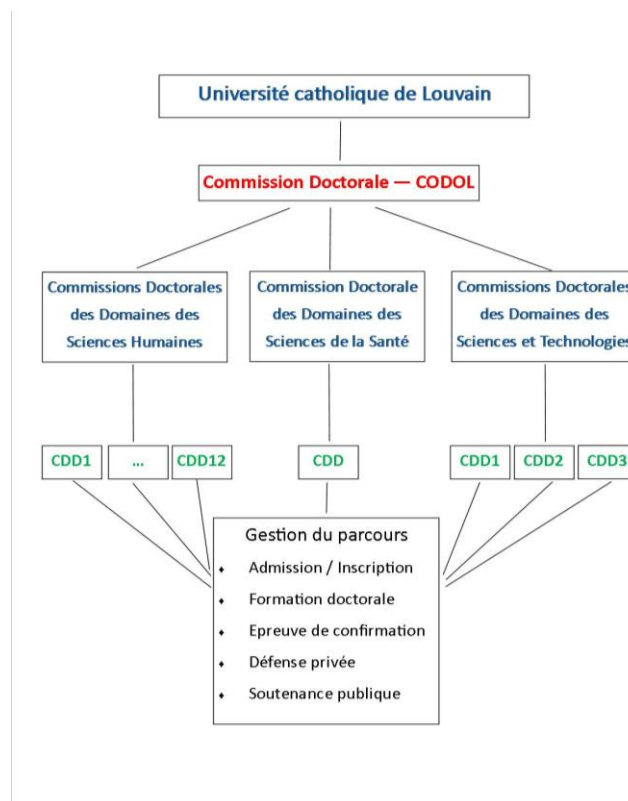 Université catholique de Louvain
Commission Doctorale — CODOL
Commissions Doctorales
des Domaines des
Sciences Humaines
Commission Doctorale
des Domaines des
Sciences de la Santé
Commissions Doctorales
des Domaines des
Sciences et Technologies
CDD1
...
CDD12
CDD
CDD1
CDD2
CDD3
Gestion du parcours
⬧ Admission / Inscription
⬧ Formation doctorale
⬧ Epreuve de confirmation
⬧ Défense privée
⬧ Soutenance publique